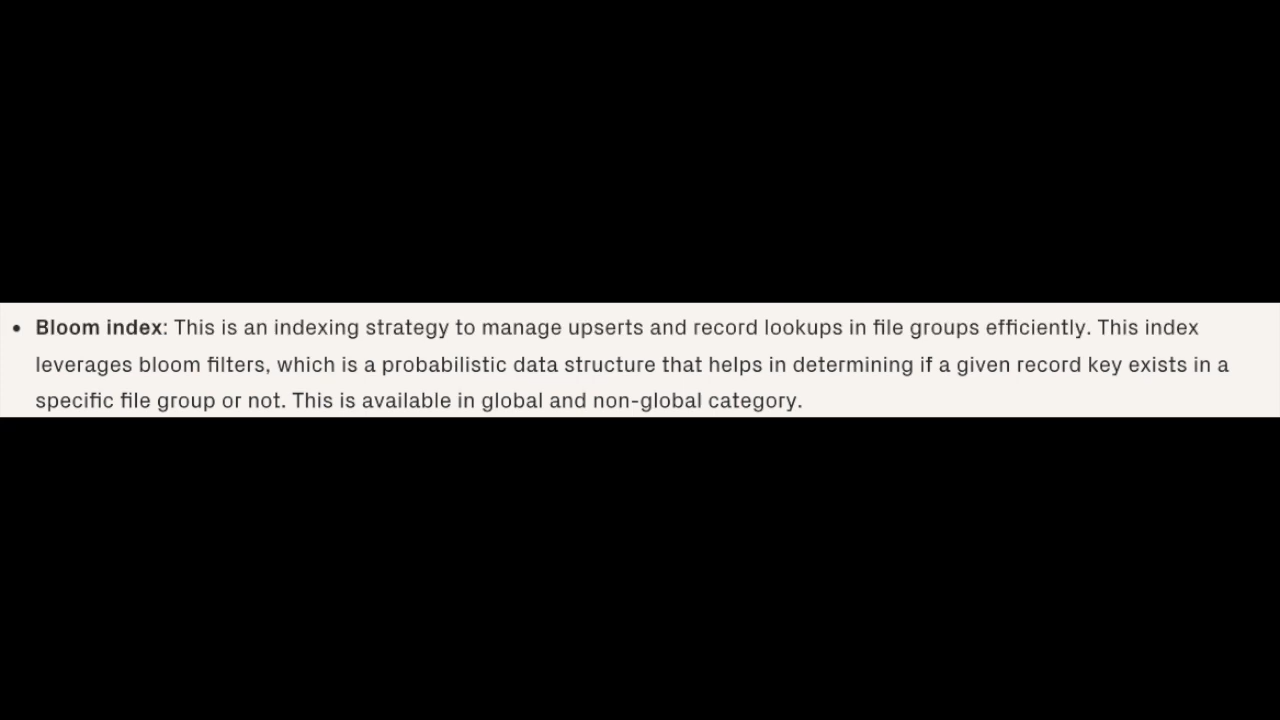 • Bloom index: This is an indexing strategy to manage upserts and record lookups in file groups efficiently. This index
leverages bloom filters, which is a probabilistic data structure that helps in determining if a given record key exists in a
specific file group or not. This is available in global and non-global category.